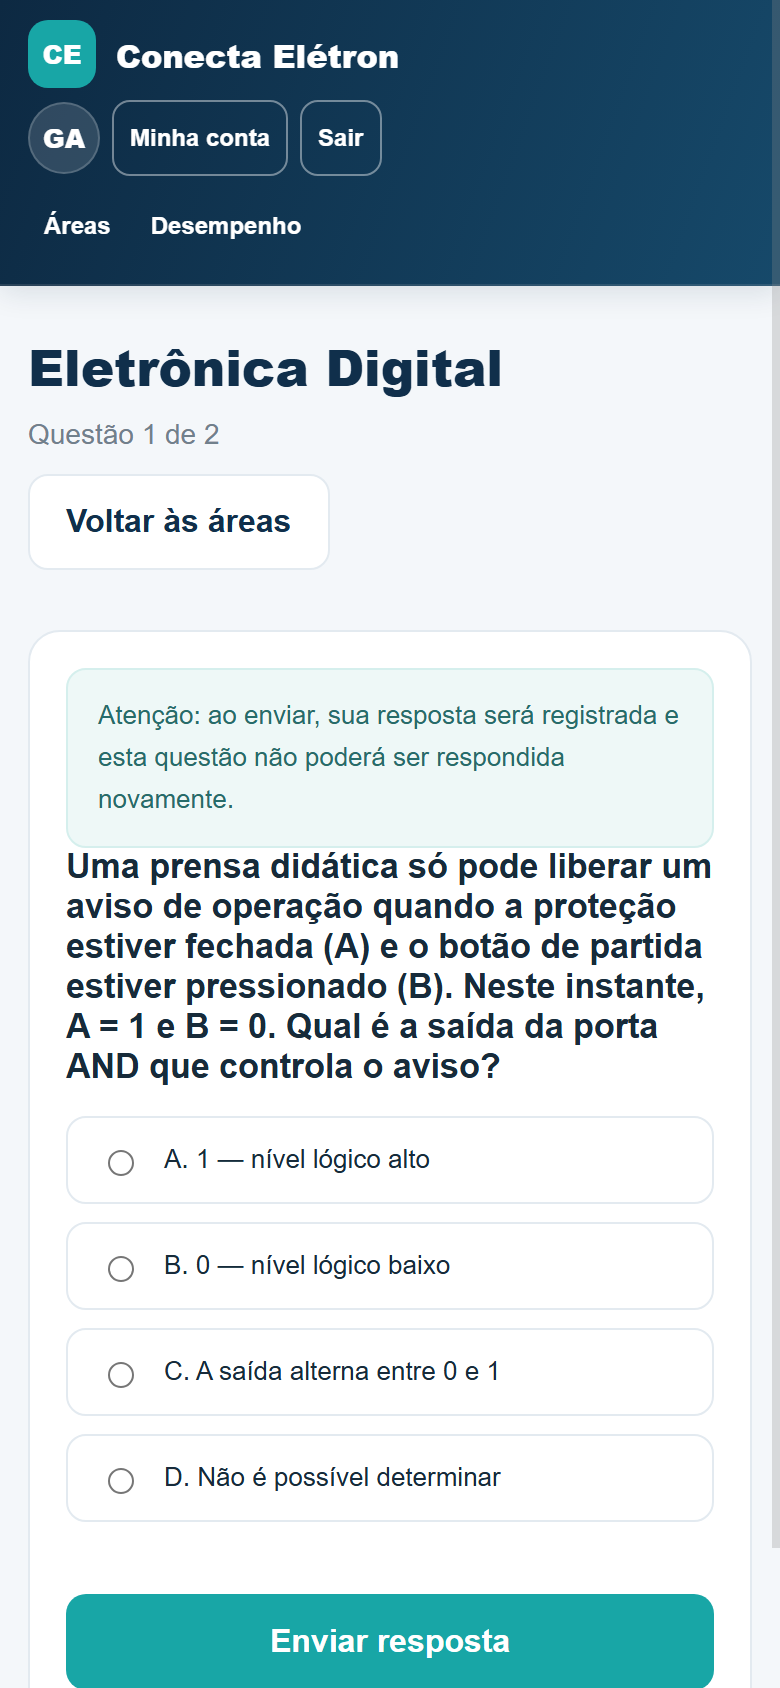 CE Conecta Elétron
GA Minha conta Sair
Áreas Desempenho
Eletrônica Digital
Questão 1 de 2
Voltar às áreas
Atenção: ao enviar, sua resposta será registrada e
esta questão não poderá ser respondida
novamente.
Uma prensa didática só pode liberar um
aviso de operação quando a proteção
estiver fechada (A) e o botão de partida
estiver pressionado (B). Neste instante,
A = 1 e B = 0. Qual é a saída da porta
AND que controla o aviso?
A. 1 — nível lógico alto
B. 0 — nível lógico baixo
C. A saída alterna entre 0 e 1
D. Não é possível determinar
Enviar resposta